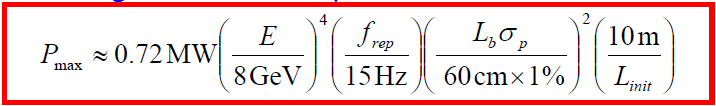 P_max ≈ 0.72 MW (E / 8 GeV)^4 (f_rep / 15 Hz) (L_b σ_p / 60 cm × 1%)^2 (10 m / L_init)